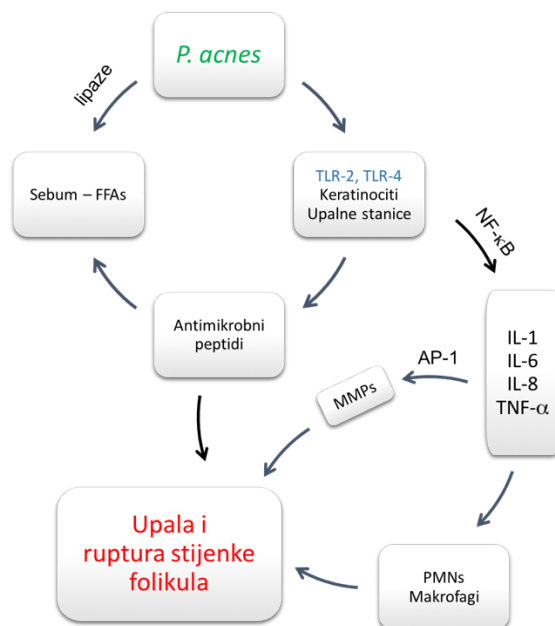 P. acnes
lipaze
Sebum – FFAs
TLR-2, TLR-4
Keratinociti
Upalne stanice
NF-κB
Antimikrobni
peptidi
AP-1
MMPs
IL-1
IL-6
IL-8
TNF-α
Upala i
ruptura stijenke
folikula
PMNs
Makrofagi